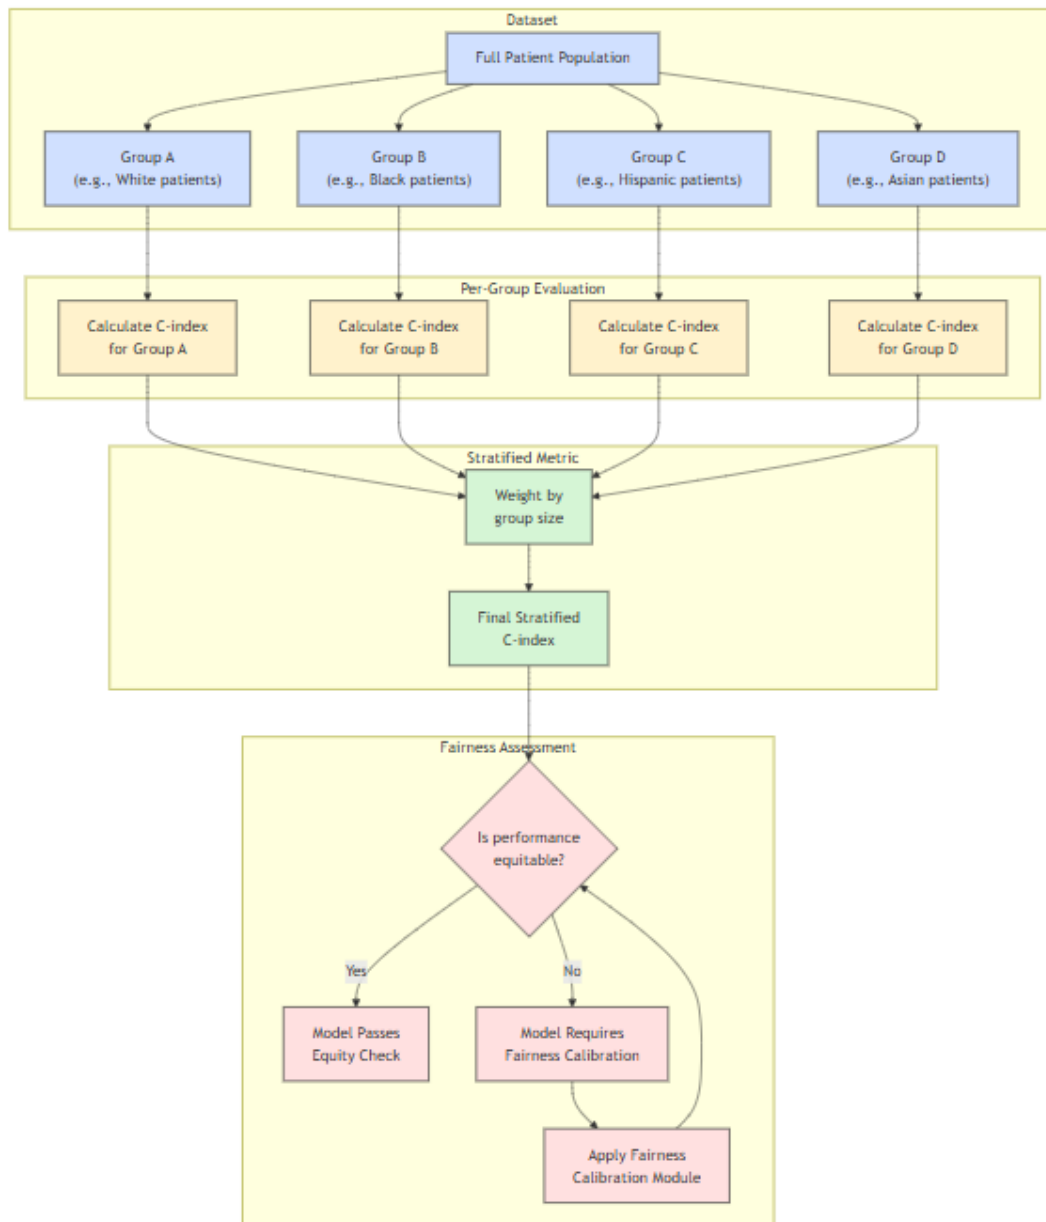 Dataset
Full Patient Population
Group A
(e.g., White patients)
Group B
(e.g., Black patients)
Group C
(e.g., Hispanic patients)
Group D
(e.g., Asian patients)
Per-Group Evaluation
Calculate C-index
for Group A
Calculate C-index
for Group B
Calculate C-index
for Group C
Calculate C-index
for Group D
Stratified Metric
Weight by
group size
Final Stratified
C-index
Fairness Assessment
Is performance
equitable?
Yes
No
Model Passes
Equity Check
Model Requires
Fairness Calibration
Apply Fairness
Calibration Module